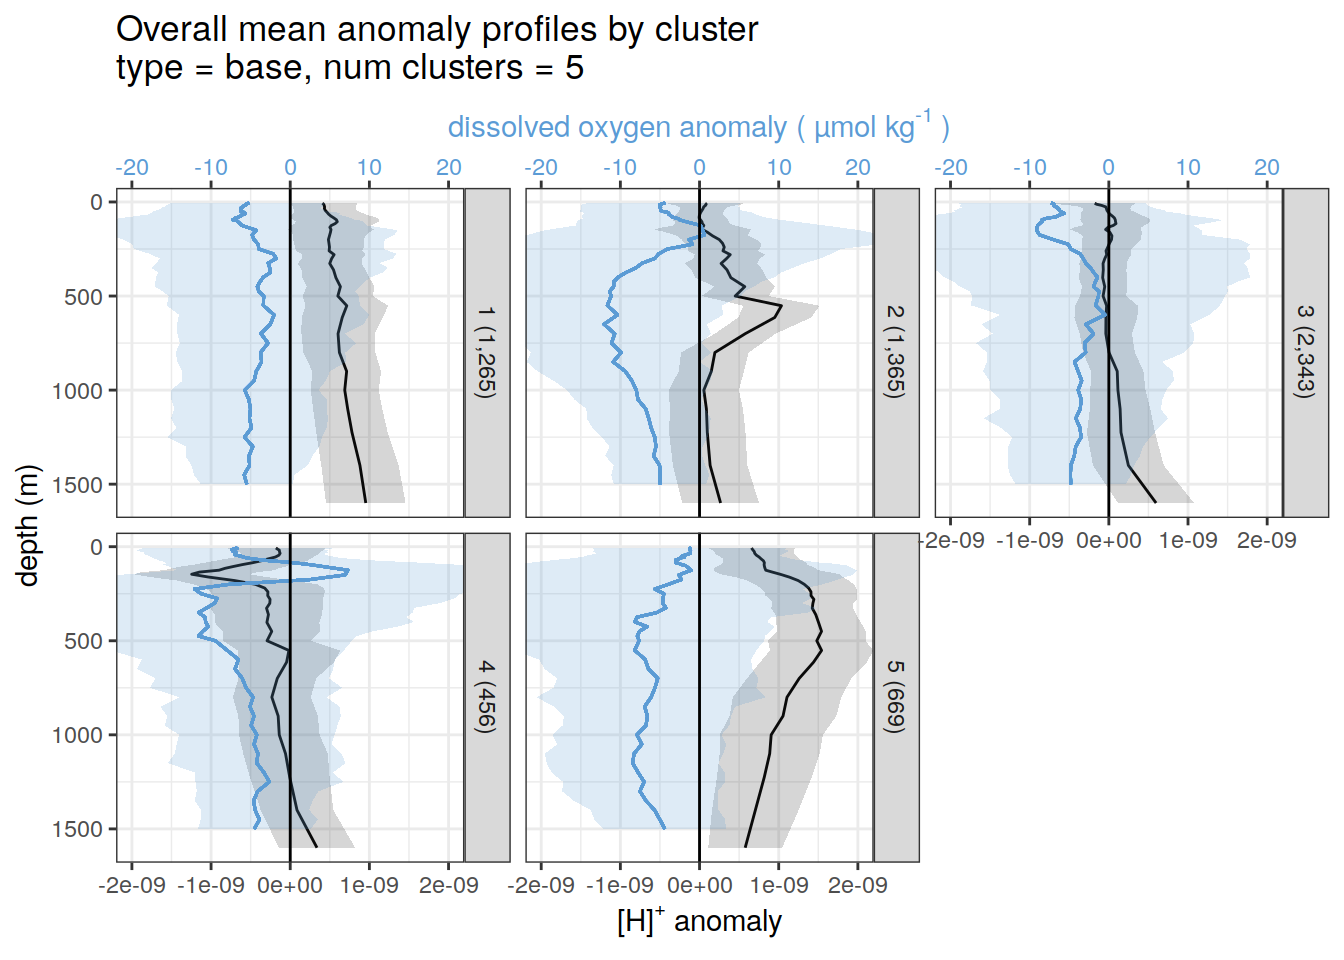 Overall mean anomaly profiles by cluster
type = base, num clusters = 5
dissolved oxygen anomaly ( µmol kg-1 )
-20 -10 0 10 20 -20 -10 0 10 20 -20 -10 0 10 20
0
500
1000
1500
1 (1,265)
2 (1,365)
3 (2,343)
-2e-09 -1e-09 0e+00 1e-09 2e-09
depth (m)
0
500
1000
1500
4 (456)
5 (669)
-2e-09 -1e-09 0e+00 1e-09 2e-09 -2e-09 -1e-09 0e+00 1e-09 2e-09
[H]+ anomaly